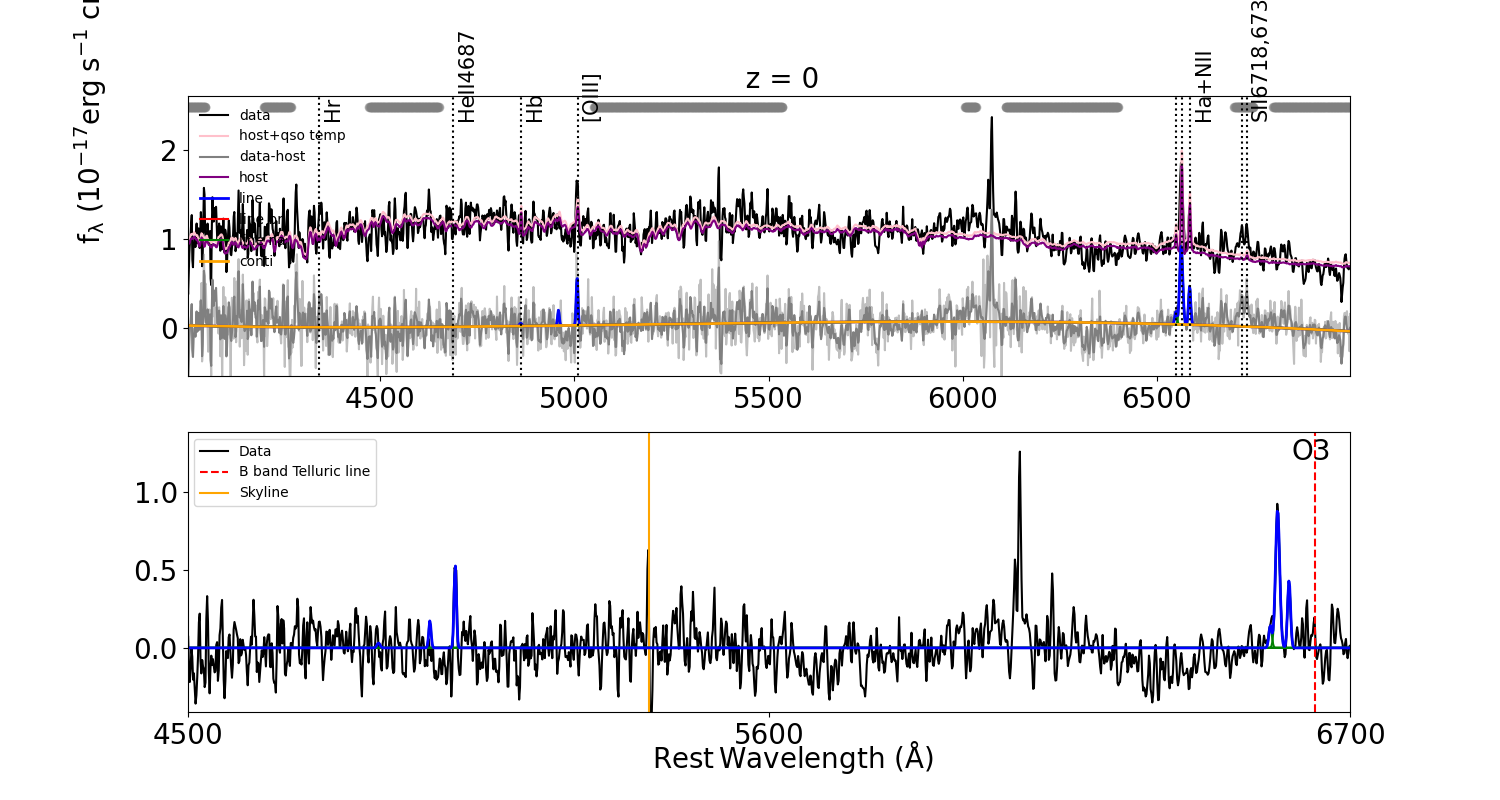 z = 0
f_λ (10^−17 erg s^−1 c
Hr
HeII4687
Hb
[OIII]
Ha+NII
SII6718,673
data
host+qso temp
data-host
host
line
conti
2
1
0
4500
5000
5500
6000
6500
Data
B band Telluric line
Skyline
O3
1.0
0.5
0.0
4500
5600
6700
Rest Wavelength (Å)